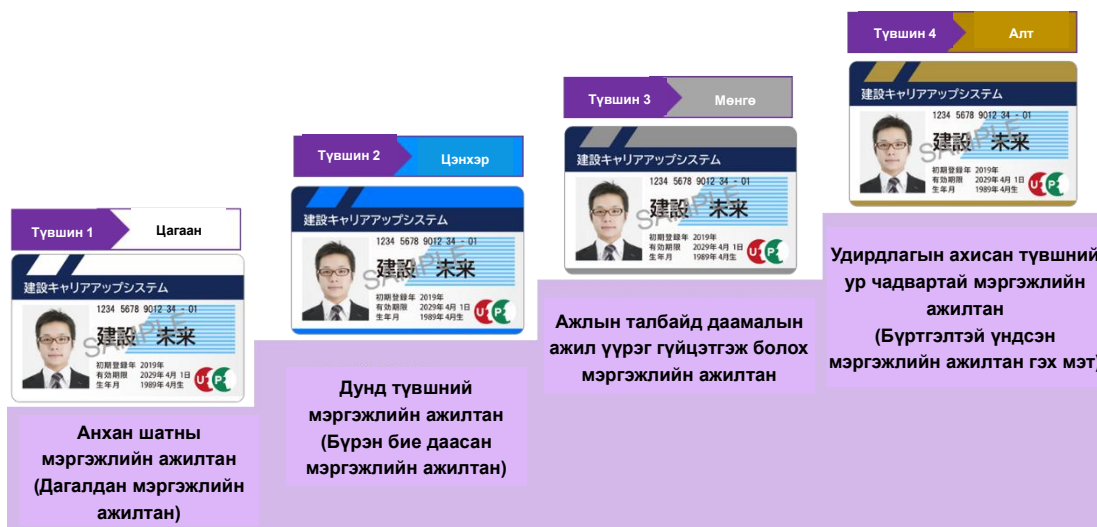 Түвшин 1
Цагаан
建設キャリアアップシステム
1234 5678 9012 34 - 01
建設 未来
SAMPLE
初期登録年 2019年
有効期限 2029年 4月 1日
生年月 1989年 4月生
Анхан шатны
мэргэжлийн ажилтан
(Дагалдан мэргэжлийн
ажилтан)
Түвшин 2
Цэнхэр
建設キャリアアップシステム
1234 5678 9012 34 - 01
建設 未来
SAMPLE
初期登録年 2019年
有効期限 2029年 4月 1日
生年月 1989年 4月生
Дунд түвшний
мэргэжлийн ажилтан
(Бүрэн бие даасан
мэргэжлийн ажилтан)
Түвшин 3
Мөнгө
建設キャリアアップシステム
1234 5678 9012 34 - 01
建設 未来
SAMPLE
初期登録年 2019年
有効期限 2029年 4月 1日
生年月 1989年 4月生
Ажлын талбайд даамалын
ажил үүрэг гүйцэтгэж болох
мэргэжлийн ажилтан
Түвшин 4
Алт
建設キャリアアップシステム
1234 5678 9012 34 - 01
建設 未来
SAMPLE
初期登録年 2019年
有効期限 2029年 4月 1日
生年月 1989年 4月生
Удирдлагын ахисан түвшний
ур чадвартай мэргэжлийн
ажилтан
(Бүртгэлтэй үндсэн
мэргэжлийн ажилтан гэх мэт)